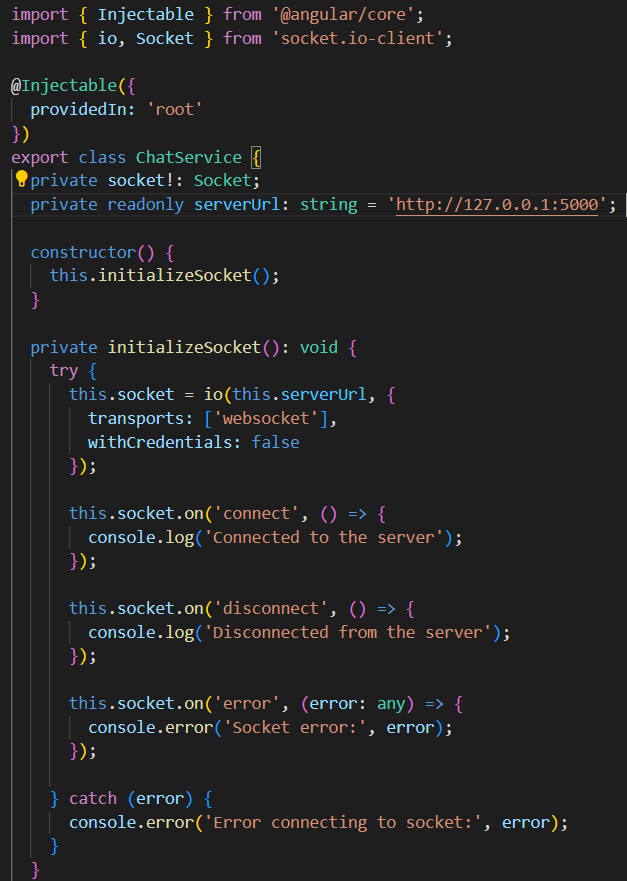 import { Injectable } from '@angular/core';
import { io, Socket } from 'socket.io-client';

@Injectable({
  providedIn: 'root'
})
export class ChatService {
  private socket!: Socket;
  private readonly serverUrl: string = 'http://127.0.0.1:5000';

  constructor() {
    this.initializeSocket();
  }

  private initializeSocket(): void {
    try {
      this.socket = io(this.serverUrl, {
        transports: ['websocket'],
        withCredentials: false
      });

      this.socket.on('connect', () => {
        console.log('Connected to the server');
      });

      this.socket.on('disconnect', () => {
        console.log('Disconnected from the server');
      });

      this.socket.on('error', (error: any) => {
        console.error('Socket error:', error);
      });

    } catch (error) {
      console.error('Error connecting to socket:', error);
    }
  }